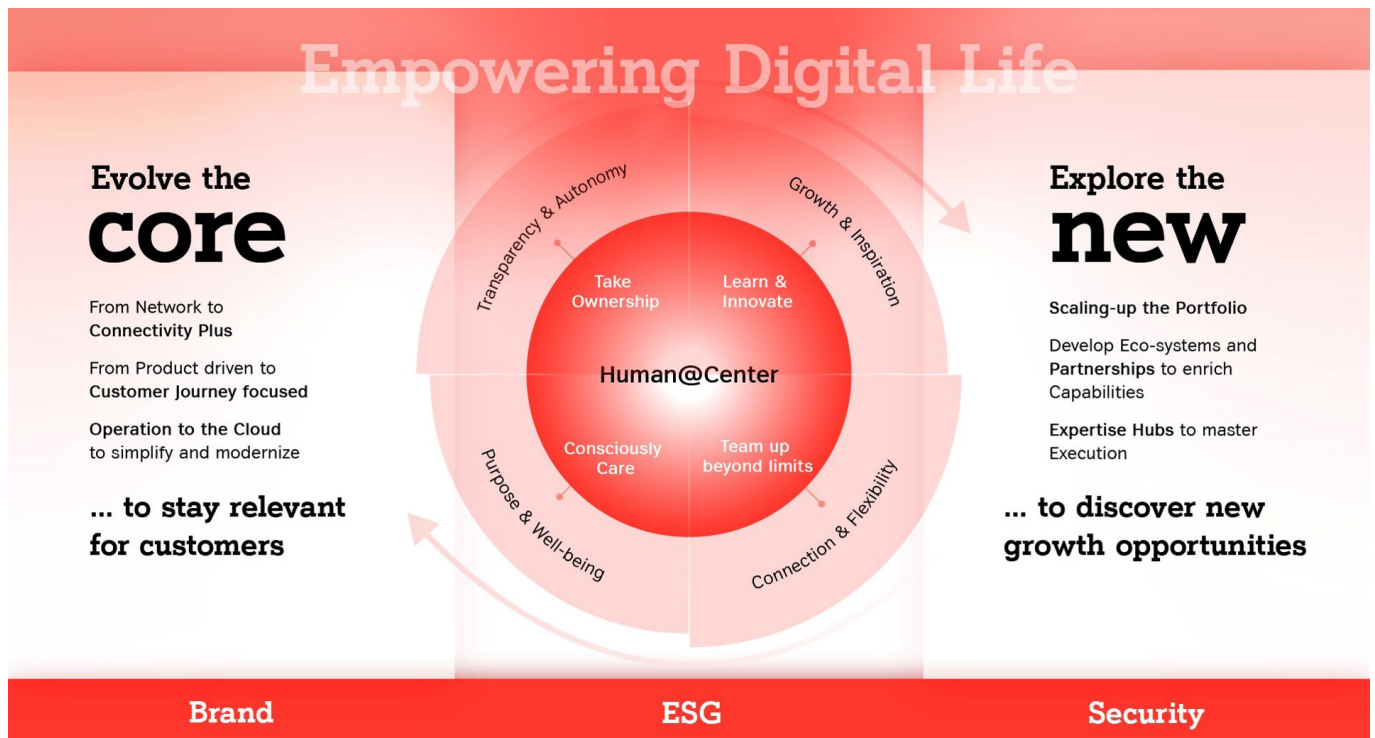 Empowering Digital Life
Evolve the
core
From Network to
Connectivity Plus
From Product driven to
Customer Journey focused
Operation to the Cloud
to simplify and modernize
... to stay relevant
for customers
Transparency & Autonomy
Growth & Inspiration
Take
Ownership
Learn &
Innovate
Human@Center
Consciously
Care
Team up
beyond limits
Purpose & Well-being
Connection & Flexibility
Explore the
new
Scaling-up the Portfolio
Develop Eco-systems and
Partnerships to enrich
Capabilities
Expertise Hubs to master
Execution
... to discover new
growth opportunities
Brand
ESG
Security